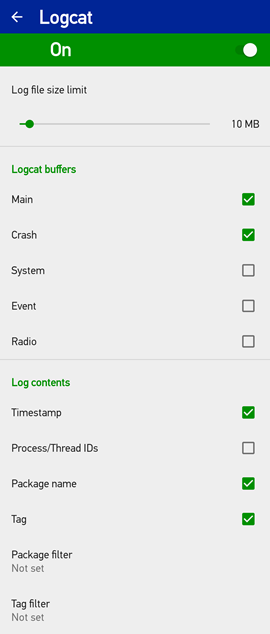 Logcat
On
Log file size limit
10 MB
Logcat buffers
Main
Crash
System
Event
Radio
Log contents
Timestamp
Process/Thread IDs
Package name
Tag
Package filter
Not set
Tag filter
Not set